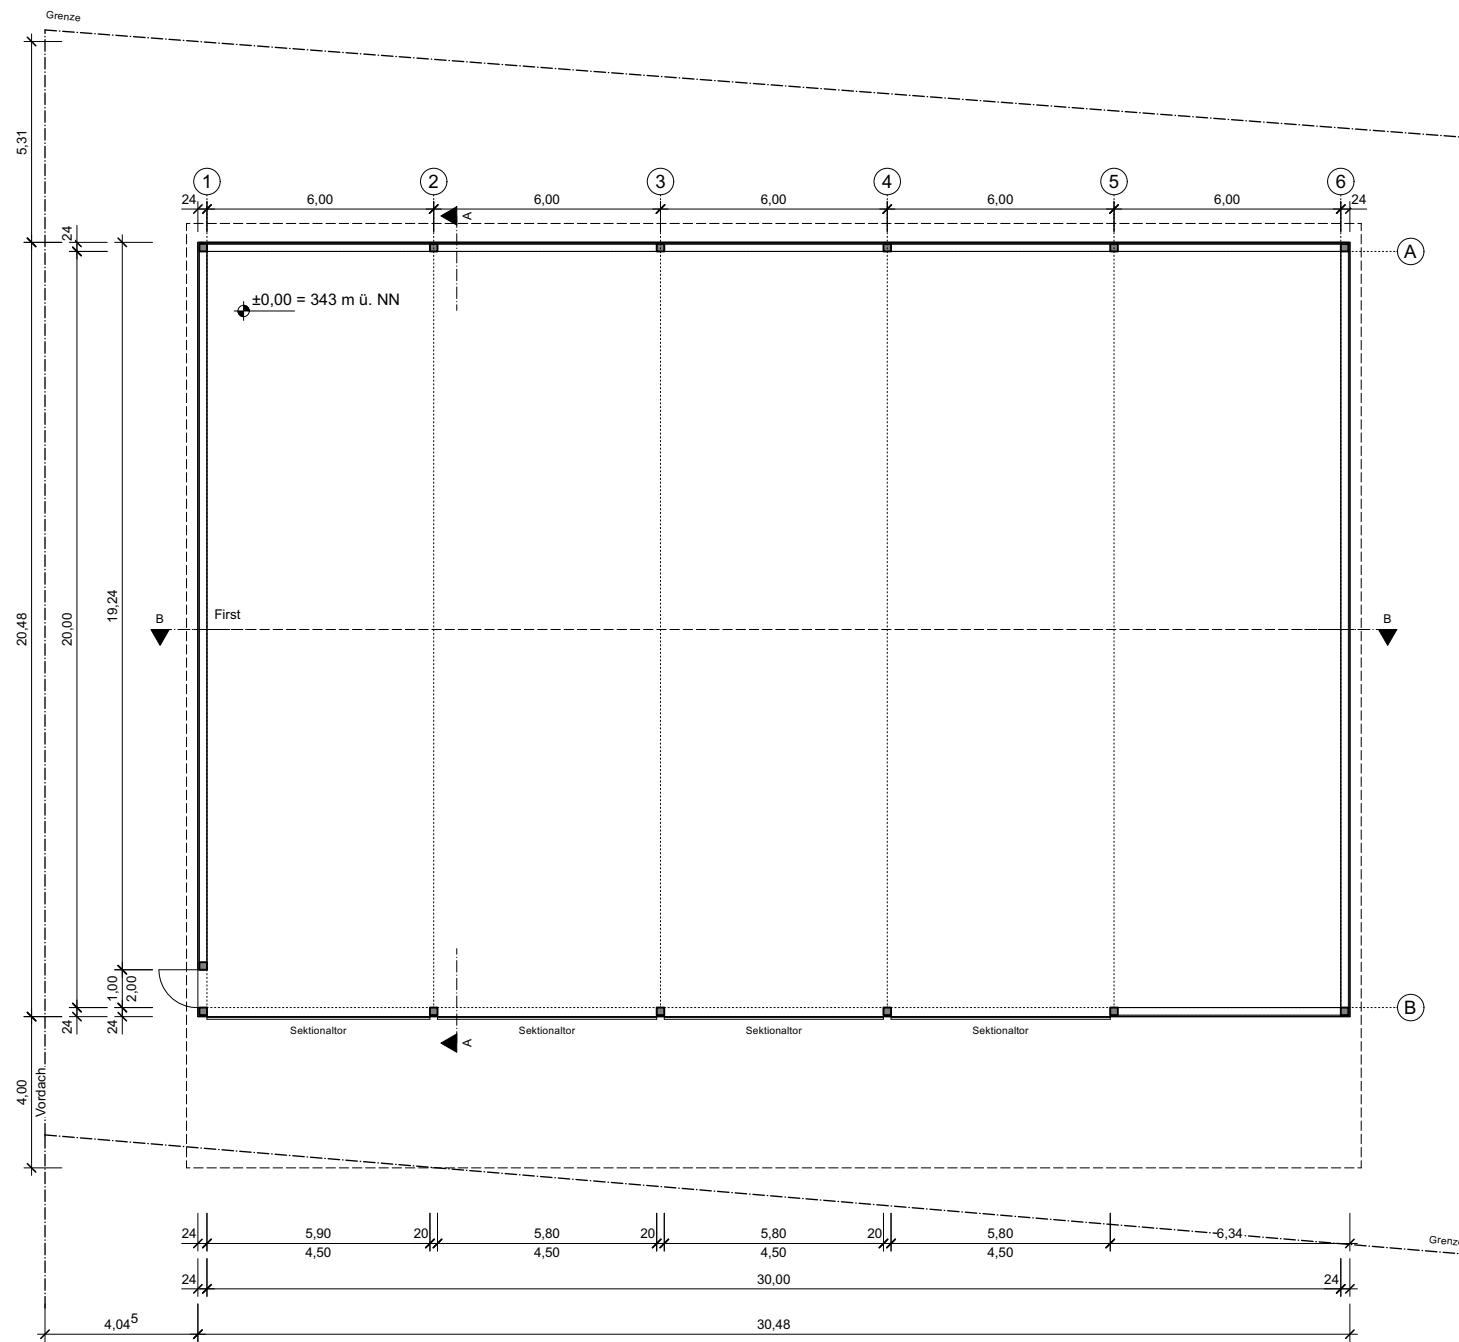 Grenze
5,31
1
2
3
4
5
6
24
6,00
6,00
6,00
6,00
6,00
24
A
24
A
±0,00 = 343 m ü. NN
20,48
20,00
19,24
B
First
B
1,00
2,00
24
24
B
Sektionaltor
Sektionaltor
Sektionaltor
Sektionaltor
A
4,00
Vordach
24
5,90
20
5,80
20
5,80
20
5,80
6,34
4,50
4,50
4,50
4,50
Grenze
24
30,00
24
4,04⁵
30,48